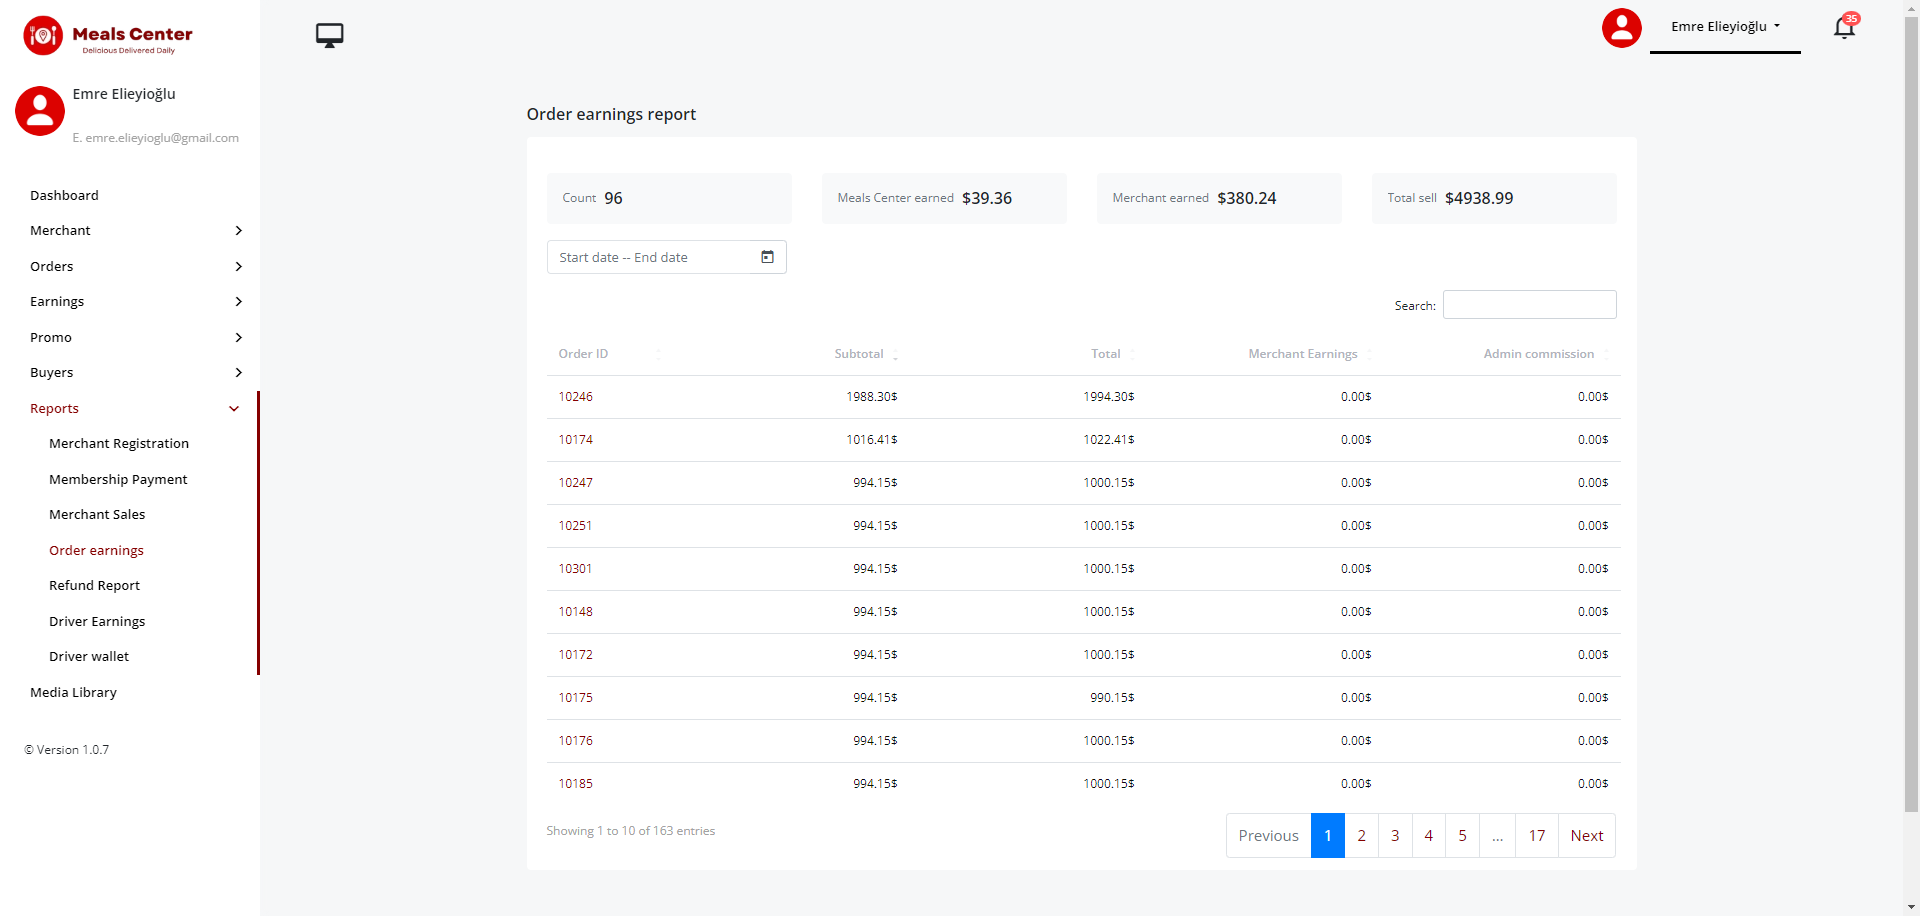 Meals Center
Delicious Delivered Daily
Emre Elieyioğlu
E. emre.elieyioglu@gmail.com
Dashboard
Merchant
Orders
Earnings
Promo
Buyers
Reports
Merchant Registration
Membership Payment
Merchant Sales
Order earnings
Refund Report
Driver Earnings
Driver wallet
Media Library
© Version 1.0.7
Emre Elieyioğlu
35
Order earnings report
Count 96
Meals Center earned $39.36
Merchant earned $380.24
Total sell $4938.99
Start date -- End date
Search:
Order ID Subtotal Total Merchant Earnings Admin commission
10246 1988.30$ 1994.30$ 0.00$ 0.00$
10174 1016.41$ 1022.41$ 0.00$ 0.00$
10247 994.15$ 1000.15$ 0.00$ 0.00$
10251 994.15$ 1000.15$ 0.00$ 0.00$
10301 994.15$ 1000.15$ 0.00$ 0.00$
10148 994.15$ 1000.15$ 0.00$ 0.00$
10172 994.15$ 1000.15$ 0.00$ 0.00$
10175 994.15$ 990.15$ 0.00$ 0.00$
10176 994.15$ 1000.15$ 0.00$ 0.00$
10185 994.15$ 1000.15$ 0.00$ 0.00$
Showing 1 to 10 of 163 entries
Previous 1 2 3 4 5 ... 17 Next